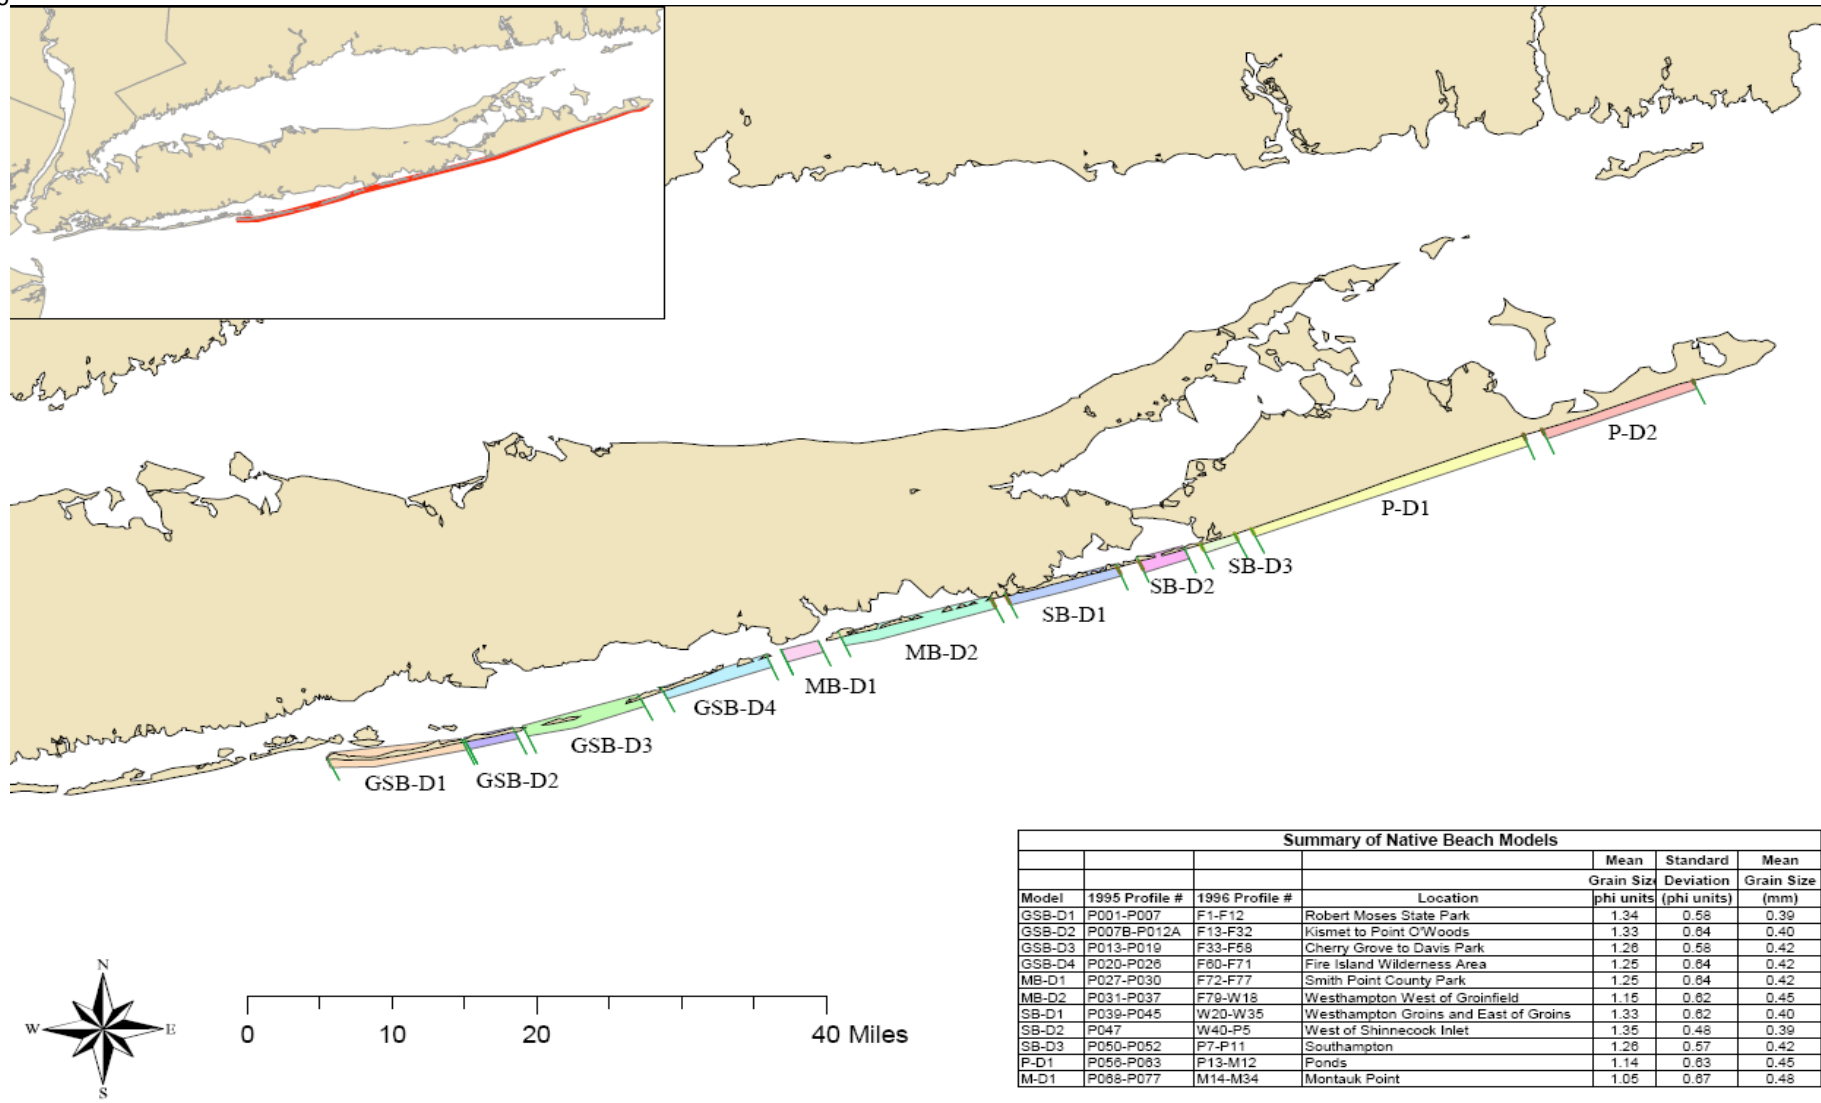 P-D2
P-D1
SB-D3
SB-D2
SB-D1
MB-D2
MB-D1
GSB-D4
GSB-D3
GSB-D2
GSB-D1
N
W E
S
0 10 20 40 Miles
Summary of Native Beach Models
Mean Standard Mean
Grain Siz Deviation Grain Size
Model 1995 Profile # 1996 Profile # Location phi units (phi units) (mm)
GSB-D1 P001-P007 F1-F12 Robert Moses State Park 1.34 0.58 0.39
GSB-D2 P007B-P012A F13-F32 Kismet to Point O'Woods 1.33 0.64 0.40
GSB-D3 P013-P019 F33-F58 Cherry Grove to Davis Park 1.26 0.58 0.42
GSB-D4 P020-P026 F60-F71 Fire Island Wilderness Area 1.25 0.64 0.42
MB-D1 P027-P030 F72-F77 Smith Point County Park 1.25 0.64 0.42
MB-D2 P031-P037 F79-W18 Westhampton West of Groinfield 1.15 0.62 0.45
SB-D1 P039-P045 W20-W35 Westhampton Groins and East of Groins 1.33 0.62 0.40
SB-D2 P047 W40-P5 West of Shinnecock Inlet 1.35 0.48 0.39
SB-D3 P050-P052 P7-P11 Southampton 1.26 0.57 0.42
P-D1 P056-P063 P13-M12 Ponds 1.14 0.63 0.45
M-D1 P068-P077 M14-M34 Montauk Point 1.05 0.67 0.48